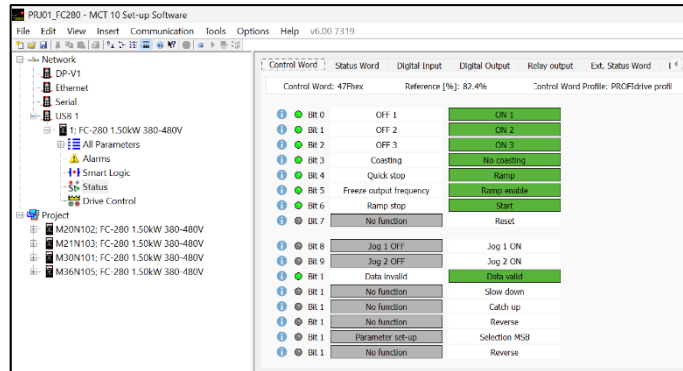 PRJ01_FC280 - MCT 10 Set-up Software
File Edit View Insert Communication Tools Options Help v6.00 7319
Network
DP-V1
Ethernet
Serial
USB 1
1; FC-280 1.50kW 380-480V
All Parameters
Alarms
Smart Logic
Status
Drive Control
Project
M20N102; FC-280 1.50kW 380-480V
M21N103; FC-280 1.50kW 380-480V
M30N101; FC-280 1.50kW 380-480V
M36N105; FC-280 1.50kW 380-480V
Control Word Status Word Digital Input Digital Output Relay output Ext. Status Word
Control Word: 47Fhex Reference [%]: 82.4% Control Word Profile: PROFIdrive profil
Bit 0 OFF 1 ON 1
Bit 1 OFF 2 ON 2
Bit 2 OFF 3 ON 3
Bit 3 Coasting No coasting
Bit 4 Quick stop Ramp
Bit 5 Freeze output frequency Ramp enable
Bit 6 Ramp stop Start
Bit 7 No function Reset
Bit 8 Jog 1 OFF Jog 1 ON
Bit 9 Jog 2 OFF Jog 2 ON
Bit 1 Data invalid Data valid
Bit 1 No function Slow down
Bit 1 No function Catch up
Bit 1 No function Reverse
Bit 1 Parameter set-up Selection MSB
Bit 1 No function Reverse